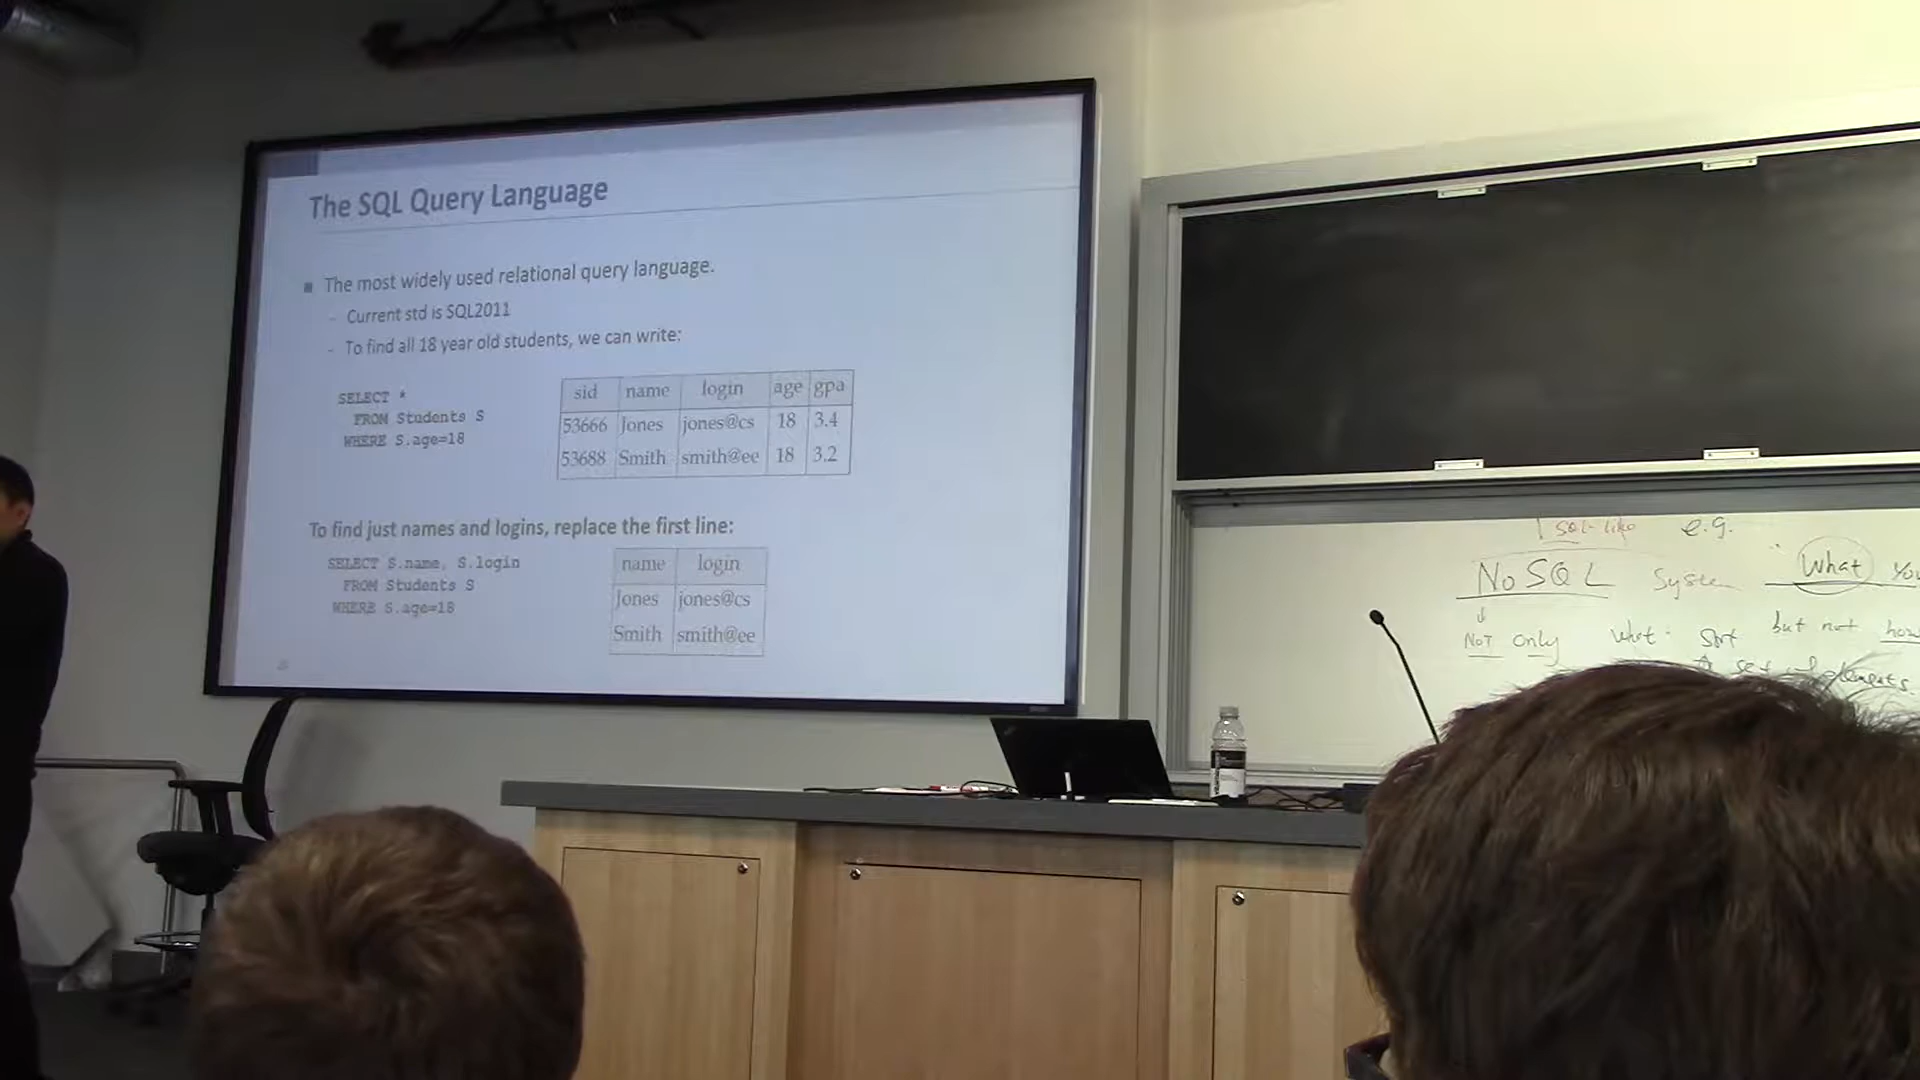 The SQL Query Language
The most widely used relational query language.
- Current std is SQL2011
- To find all 18 year old students, we can write:
SELECT *
FROM Students S
WHERE S.age=18
sid name login age gpa
53666 Jones jones@cs 18 3.4
53688 Smith smith@ee 18 3.2
To find just names and logins, replace the first line:
SELECT S.name, S.login
FROM Students S
WHERE S.age=18
name login
Jones jones@cs
Smith smith@ee
SQL-like e.g.
NoSQL System What You
NOT only what: sort but not how
A set of elements